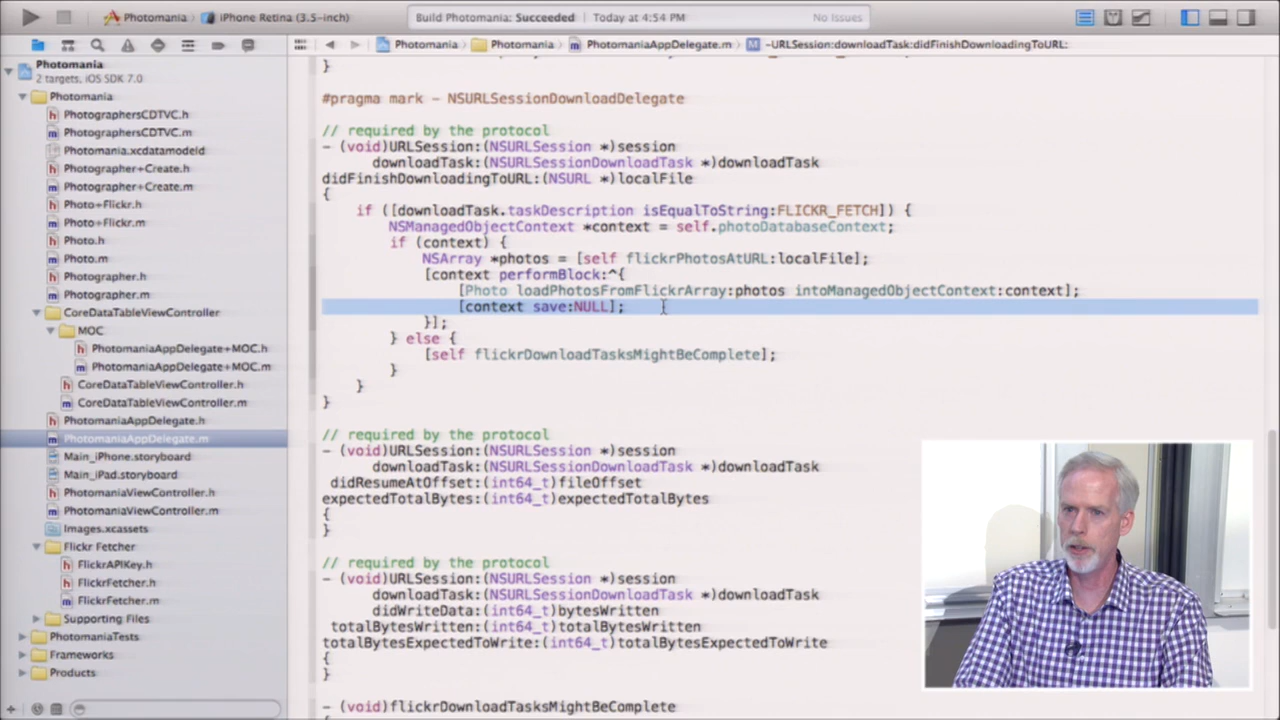 Photomania
iPhone Retina (3.5-inch)
Build Photomania: Succeeded
Today at 4:54 PM
No Issues
Photomania
Photomania
PhotomaniaAppDelegate.m
-URLSession:downloadTask:didFinishDownloadingToURL:
Photomania
2 targets, iOS SDK 7.0
Photomania
PhotographersCDTVC.h
PhotographersCDTVC.m
Photomania.xcdatamodeld
Photographer+Create.h
Photographer+Create.m
Photo+Flickr.h
Photo+Flickr.m
Photo.h
Photo.m
Photographer.h
Photographer.m
CoreDataTableViewController
MOC
PhotomaniaAppDelegate+MOC.h
PhotomaniaAppDelegate+MOC.m
CoreDataTableViewController.h
CoreDataTableViewController.m
PhotomaniaAppDelegate.h
PhotomaniaAppDelegate.m
Main_iPhone.storyboard
Main_iPad.storyboard
PhotomaniaViewController.h
PhotomaniaViewController.m
Images.xcassets
Flickr Fetcher
FlickrAPIKey.h
FlickrFetcher.h
FlickrFetcher.m
Supporting Files
PhotomaniaTests
Frameworks
Products
}
#pragma mark - NSURLSessionDownloadDelegate
// required by the protocol
- (void)URLSession:(NSURLSession *)session
downloadTask:(NSURLSessionDownloadTask *)downloadTask
didFinishDownloadingToURL:(NSURL *)localFile
{
if ([downloadTask.taskDescription isEqualToString:FLICKR_FETCH]) {
NSManagedObjectContext *context = self.photoDatabaseContext;
if (context) {
NSArray *photos = [self flickrPhotosAtURL:localFile];
[context performBlock:^{
[Photo loadPhotosFromFlickrArray:photos intoManagedObjectContext:context];
[context save:NULL];
}];
} else {
[self flickrDownloadTasksMightBeComplete];
}
}
}
// required by the protocol
- (void)URLSession:(NSURLSession *)session
downloadTask:(NSURLSessionDownloadTask *)downloadTask
didResumeAtOffset:(int64_t)fileOffset
expectedTotalBytes:(int64_t)expectedTotalBytes
{
}
// required by the protocol
- (void)URLSession:(NSURLSession *)session
downloadTask:(NSURLSessionDownloadTask *)downloadTask
didWriteData:(int64_t)bytesWritten
totalBytesWritten:(int64_t)totalBytesWritten
totalBytesExpectedToWrite:(int64_t)totalBytesExpectedToWrite
{
}
- (void)flickrDownloadTasksMightBeComplete